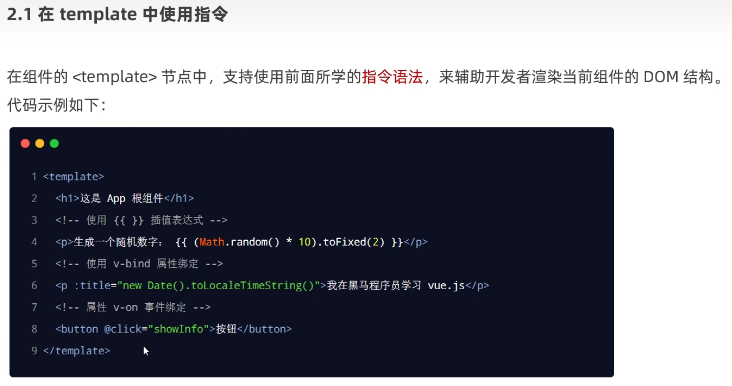 2.1 在 template 中使用指令
在组件的 <template> 节点中，支持使用前面所学的指令语法，来辅助开发者渲染当前组件的 DOM 结构。
代码示例如下：
1 <template>
2   <h1>这是 App 根组件</h1>
3   <!-- 使用 {{ }} 插值表达式 -->
4   <p>生成一个随机数字： {{ (Math.random() * 10).toFixed(2) }}</p>
5   <!-- 使用 v-bind 属性绑定 -->
6   <p :title="new Date().toLocaleTimeString()">我在黑马程序员学习 vue.js</p>
7   <!-- 属性 v-on 事件绑定 -->
8   <button @click="showInfo">按钮</button>
9 </template>